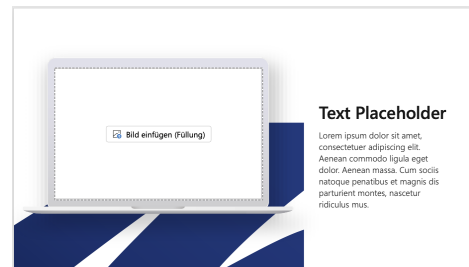 Bild einfügen (Füllung)
Text Placeholder
Lorem ipsum dolor sit amet,
consectetuer adipiscing elit.
Aenean commodo ligula eget
dolor. Aenean massa. Cum sociis
natoque penatibus et magnis dis
parturient montes, nascetur
ridiculus mus.